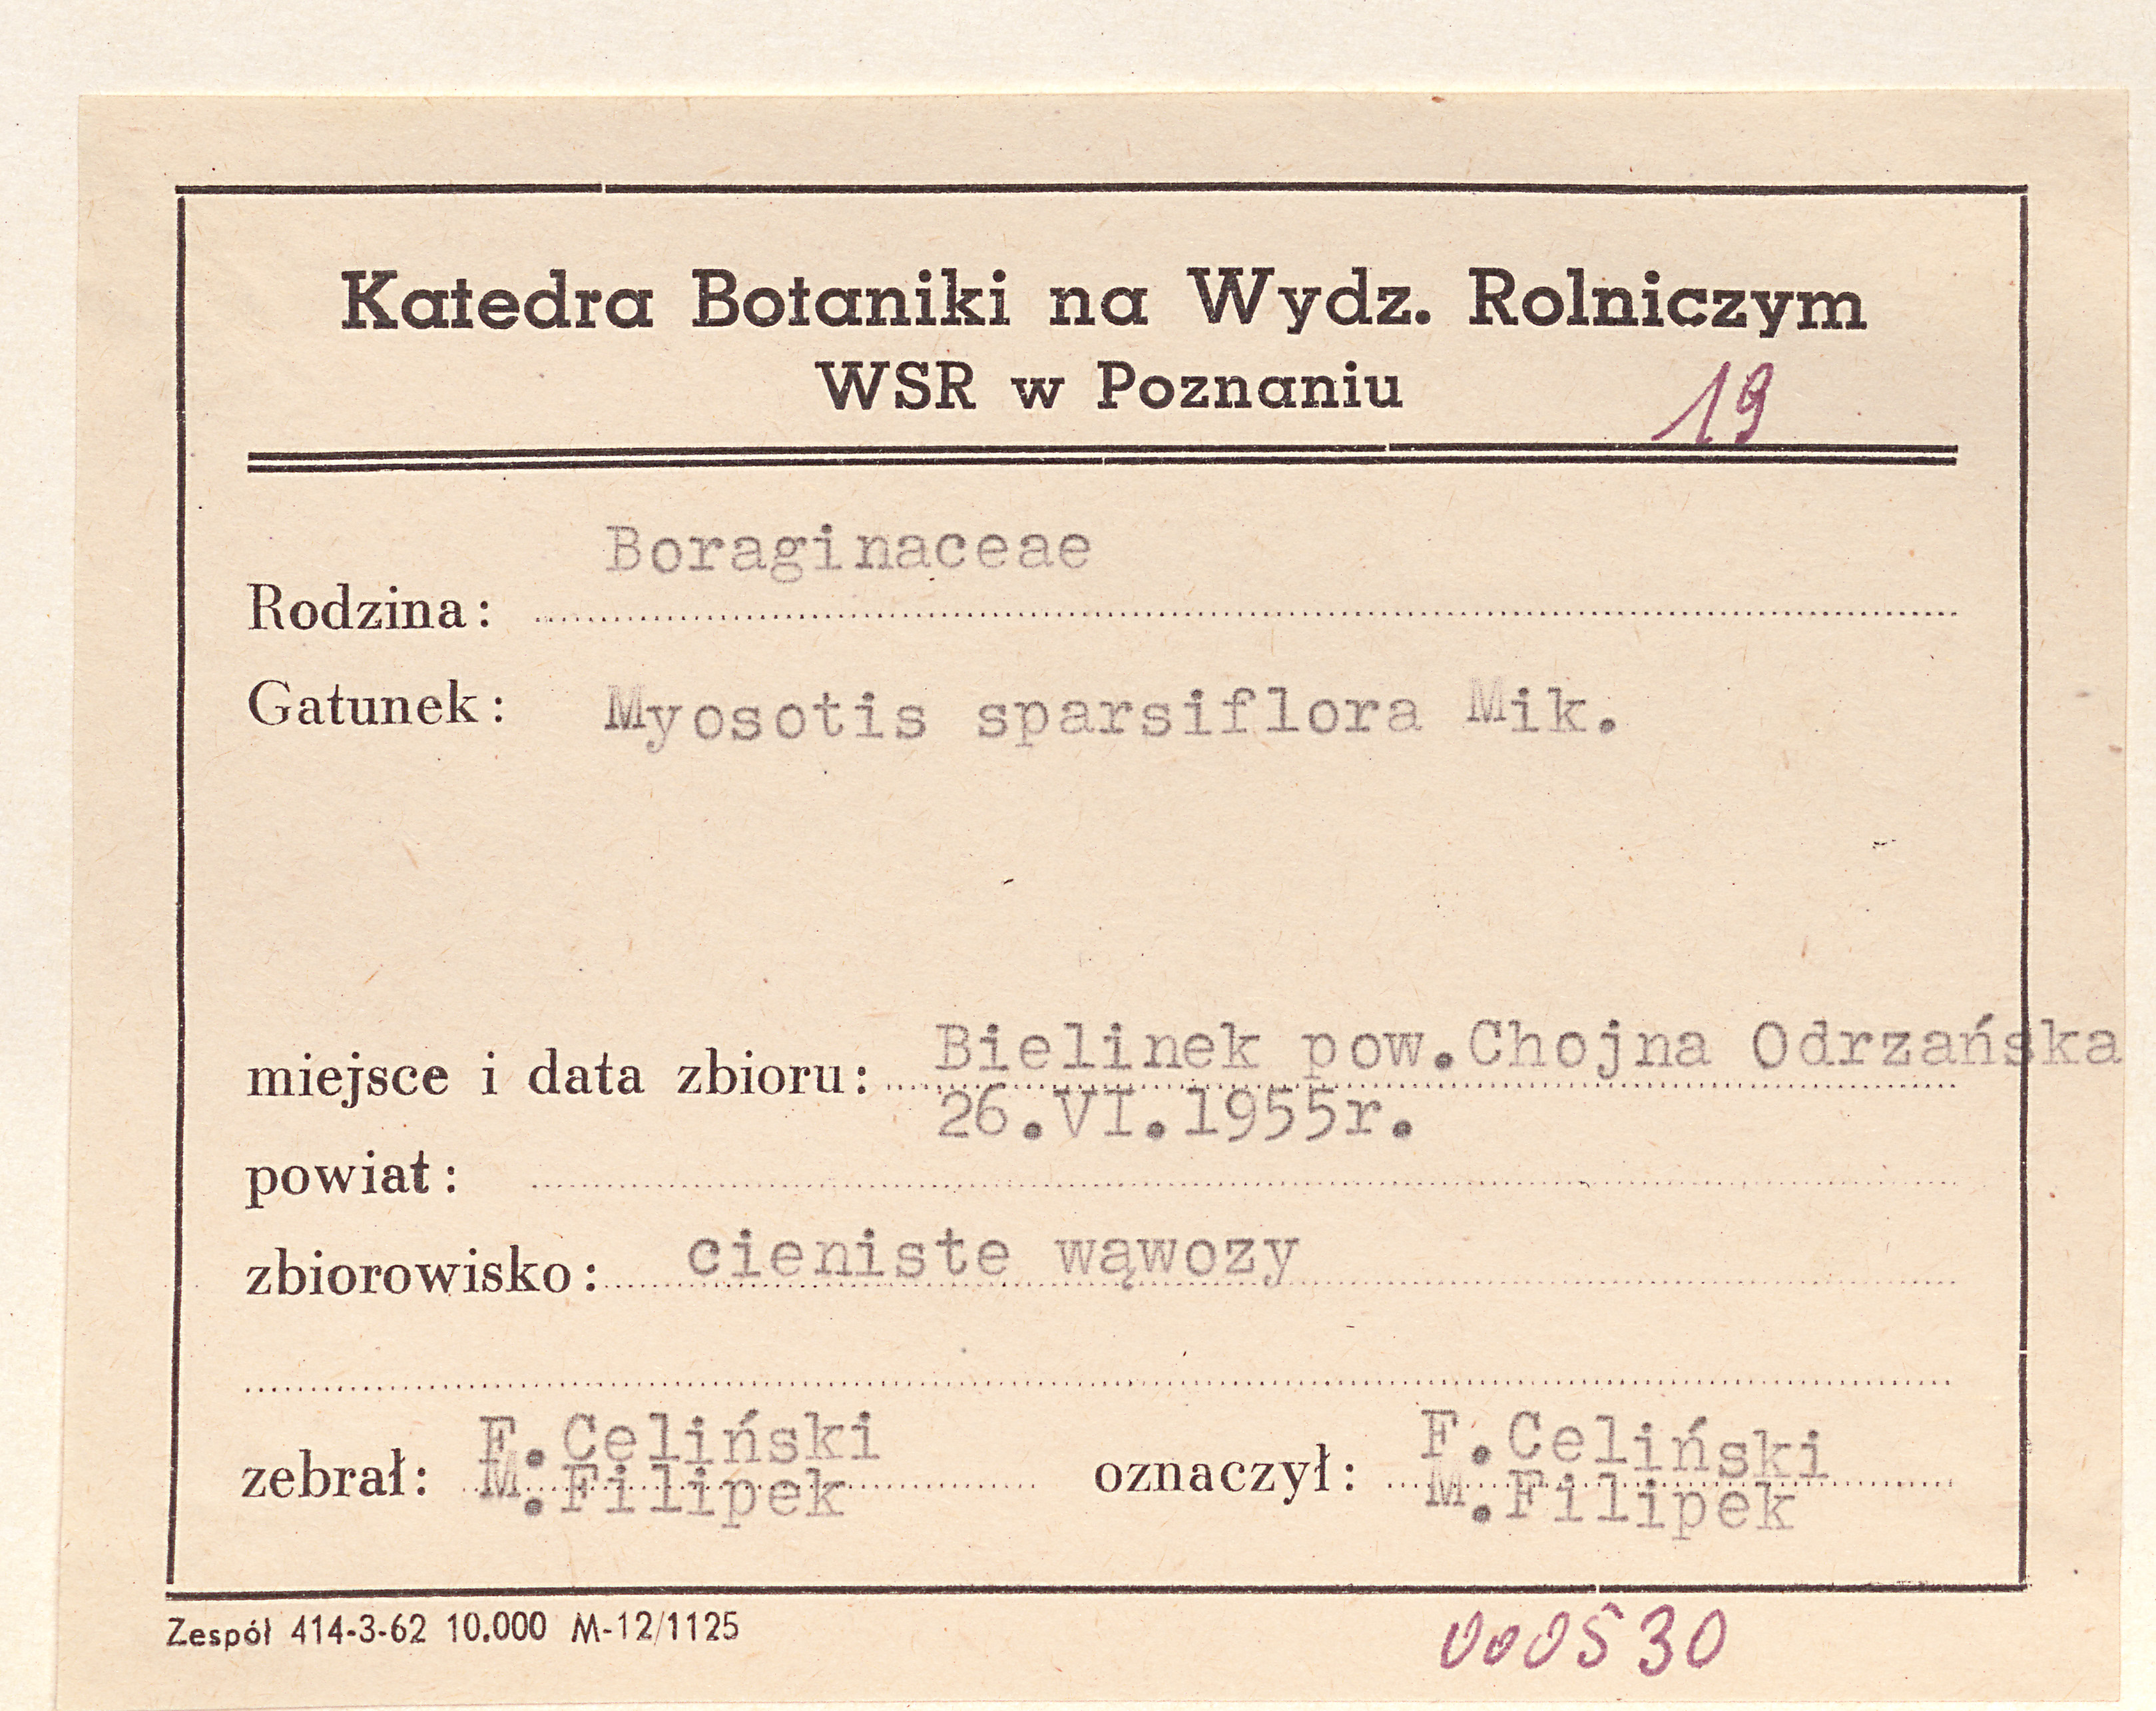 Katedra Botaniki na Wydz. Rolniczym
WSR w Poznaniu
19
Boraginaceae
Rodzina:
Gatunek: Myosotis sparsiflora Mik.
miejsce i data zbioru: Bielinek pow.Chojna Odrzańska
26.VI.1955r.
powiat:
zbiorowisko: cieniste wąwozy
zebrał: F.Celiński oznaczył: F.Celiński
M.Filipek M.Filipek
Zespół 414-3-62 10.000 M-12/1125
000530